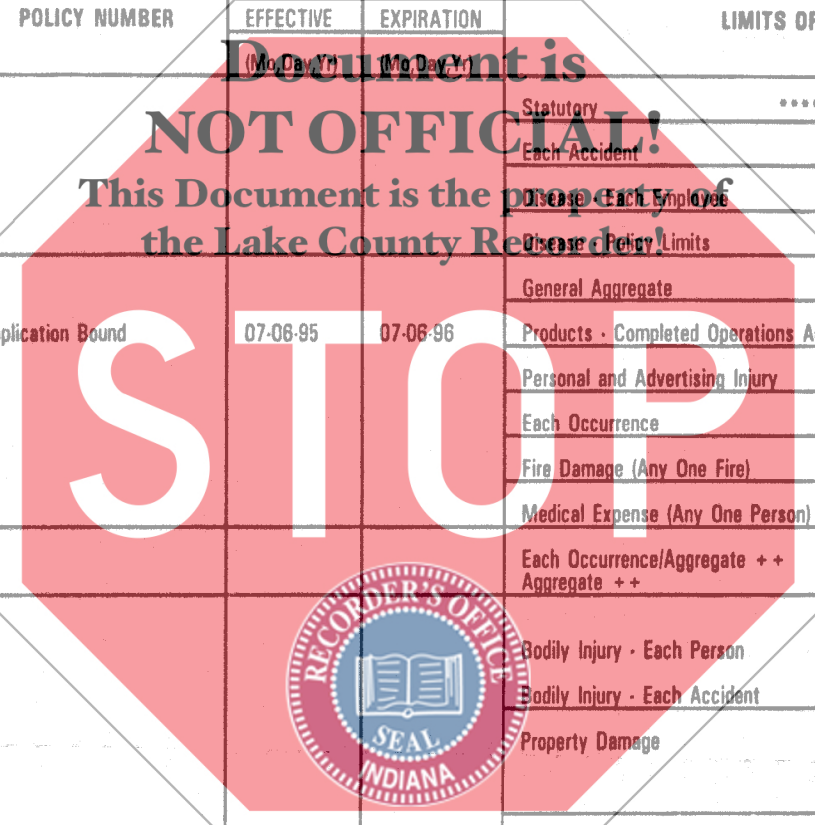 POLICY NUMBER EFFECTIVE EXPIRATION LIMITS OF
(Mo,Day,Yr) (Mo,Day,Yr)
Document is
Statutory ****
NOT OFFICIAL!
Each Accident
This Document is the property of
Disease - Each Employee
the Lake County Recorder!
Disease - Policy Limits
General Aggregate
plication Bound 07-06-95 07-06-96 Products - Completed Operations A
STOP
Personal and Advertising Injury
Each Occurrence
Fire Damage (Any One Fire)
Medical Expense (Any One Person)
Each Occurrence/Aggregate ++
Aggregate ++
RECORDER'S OFFICE
SEAL
INDIANA
Bodily Injury - Each Person
Bodily Injury - Each Accident
Property Damage